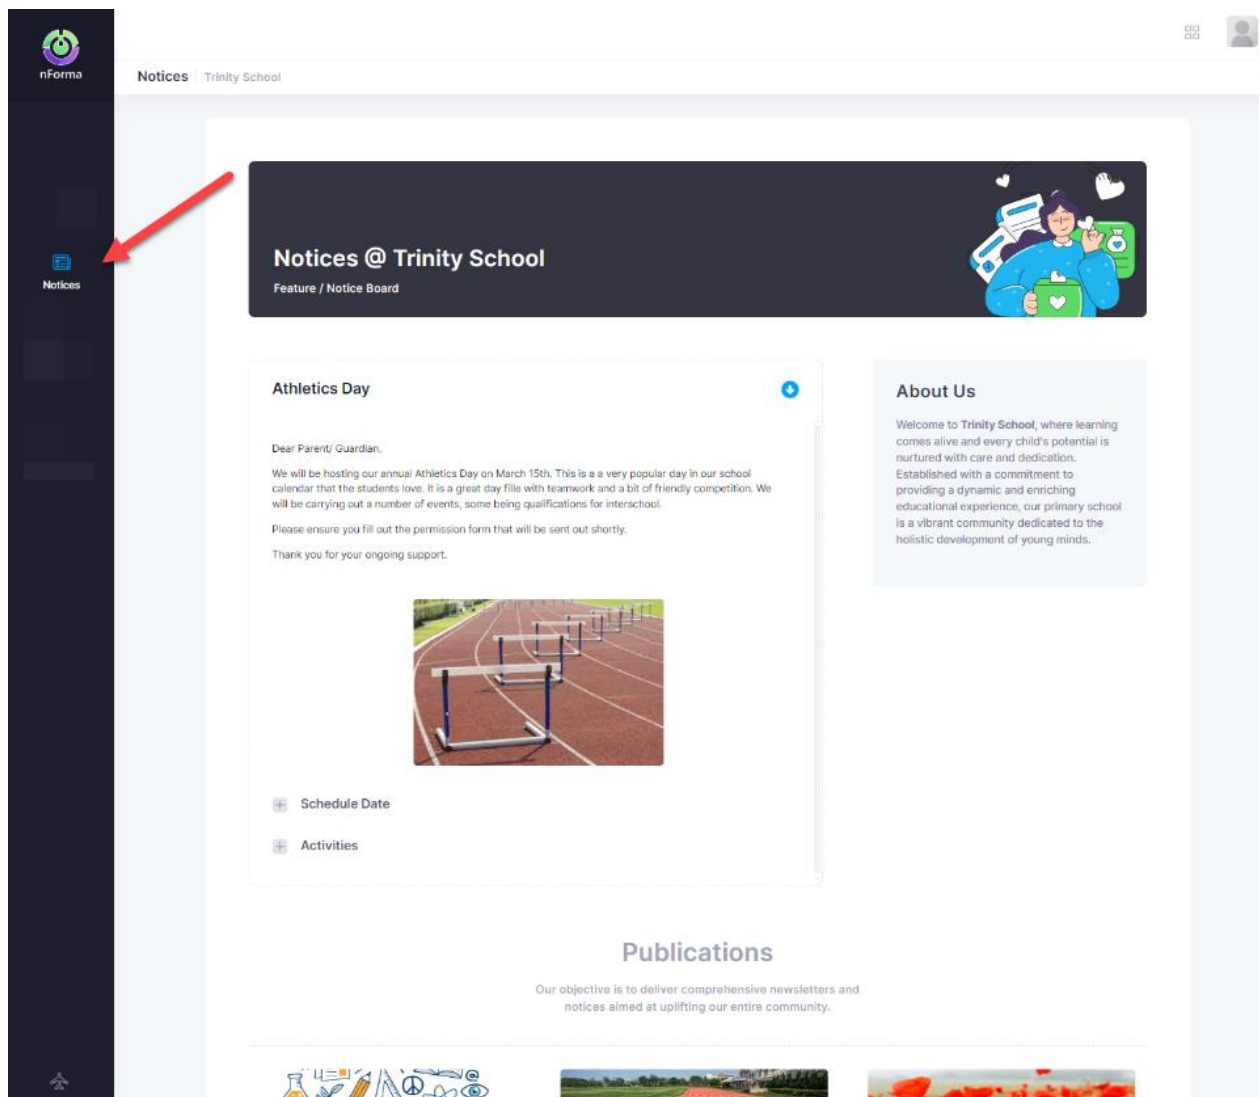 nForma
Notices Trinity School
Notices
Notices @ Trinity School
Feature / Notice Board
Athletics Day
Dear Parent/ Guardian,
We will be hosting our annual Athletics Day on March 15th. This is a a very popular day in our school
calendar that the students love. It is a great day fille with teamwork and a bit of friendly competition. We
will be carrying out a number of events, some being qualifications for interschool.
Please ensure you fill out the permission form that will be sent out shortly.
Thank you for your ongoing support.
Schedule Date
Activities
About Us
Welcome to Trinity School, where learning
comes alive and every child's potential is
nurtured with care and dedication.
Established with a commitment to
providing a dynamic and enriching
educational experience, our primary school
is a vibrant community dedicated to the
holistic development of young minds.
Publications
Our objective is to deliver comprehensive newsletters and
notices aimed at uplifting our entire community.